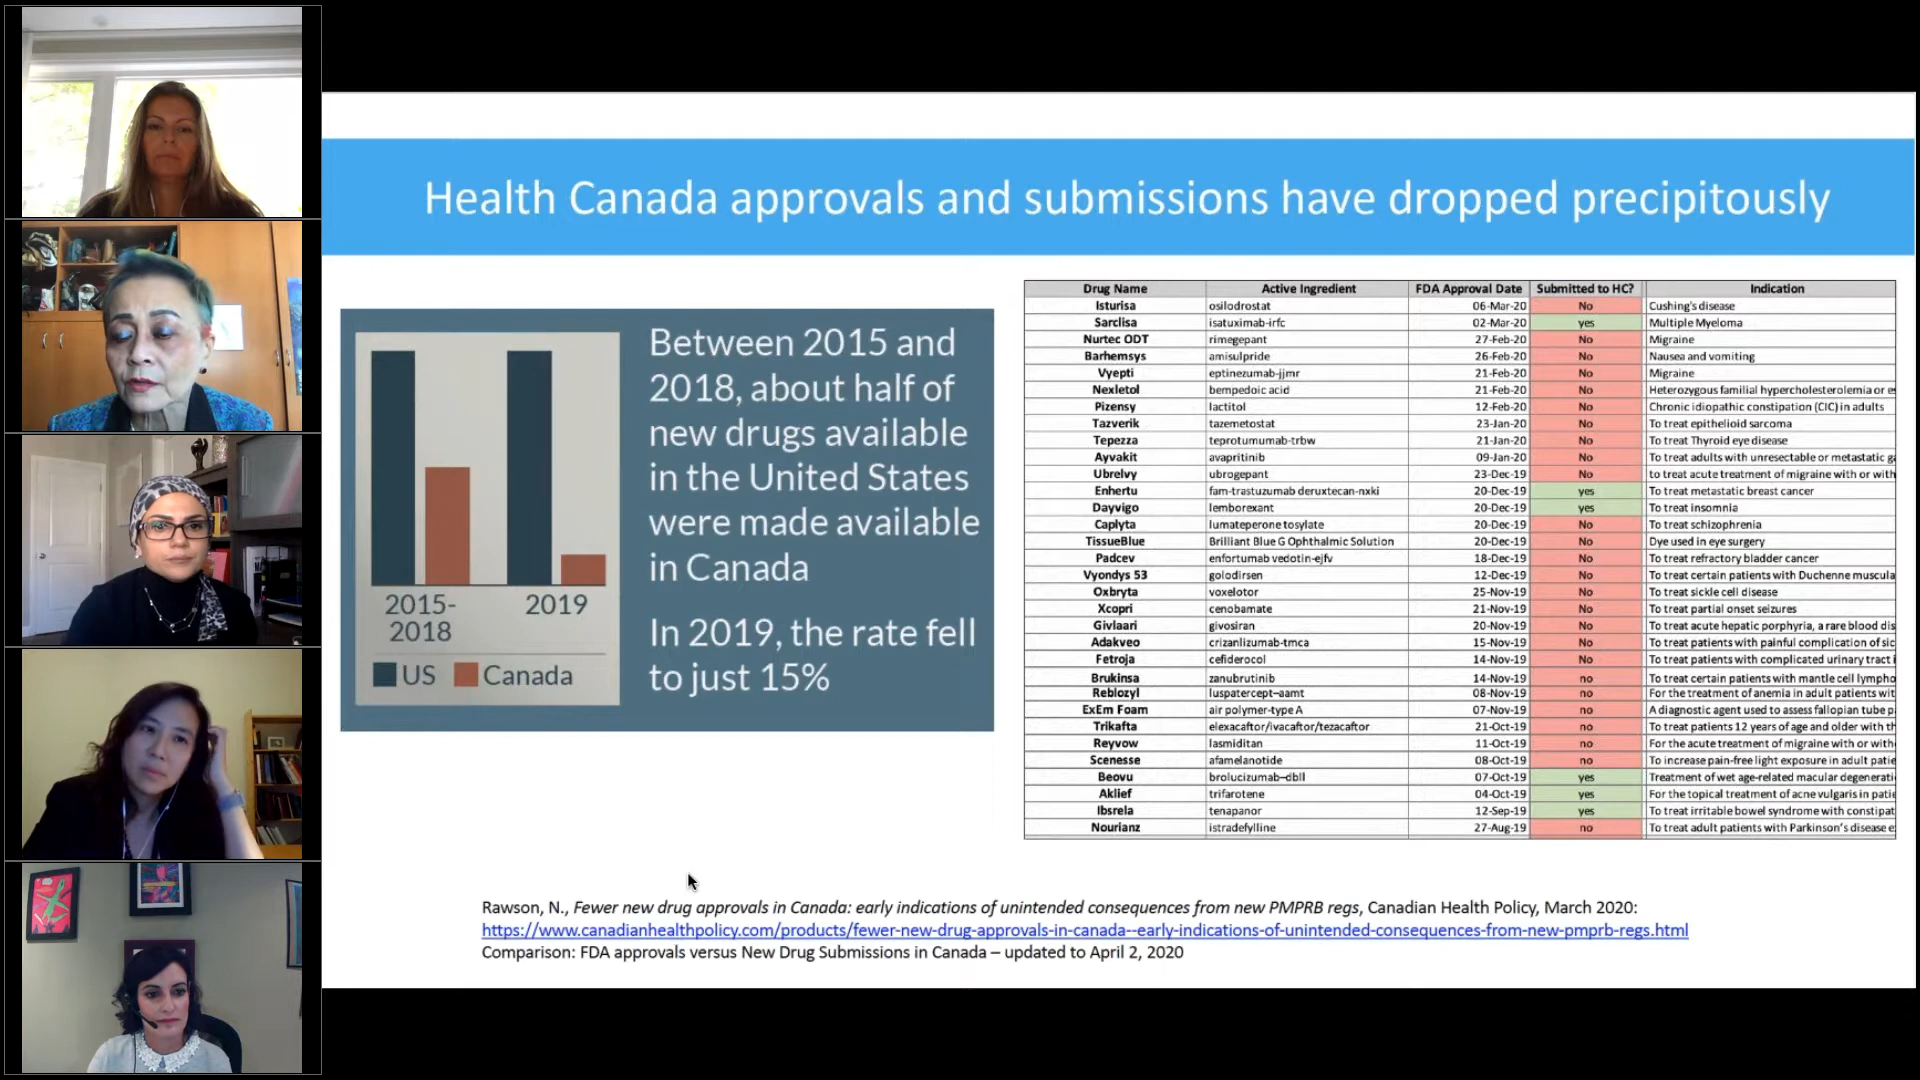 Health Canada approvals and submissions have dropped precipitously
2015-
2018
2019
US
Canada
Between 2015 and
2018, about half of
new drugs available
in the United States
were made available
in Canada
In 2019, the rate fell
to just 15%
Drug Name Active Ingredient FDA Approval Date Submitted to HC? Indication
Isturisa osilodrostat 06-Mar-20 No Cushing's disease
Sarclisa isatuximab-irfc 02-Mar-20 yes Multiple Myeloma
Nurtec ODT rimegepant 27-Feb-20 No Migraine
Barhemsys amisulpride 26-Feb-20 No Nausea and vomiting
Vyepti eptinezumab-jjmr 21-Feb-20 No Migraine
Nexletol bempedoic acid 21-Feb-20 No Heterozygous familial hypercholesterolemia or es
Pizensy lactitol 12-Feb-20 No Chronic idiopathic constipation (CIC) in adults
Tazverik tazemetostat 23-Jan-20 No To treat epithelioid sarcoma
Tepezza teprotumumab-trbw 21-Jan-20 No To treat Thyroid eye disease
Ayvakit avapritinib 09-Jan-20 No To treat adults with unresectable or metastatic ga
Ubrelvy ubrogepant 23-Dec-19 No to treat acute treatment of migraine with or with
Enhertu fam-trastuzumab deruxtecan-nxki 20-Dec-19 yes To treat metastatic breast cancer
Dayvigo lemborexant 20-Dec-19 yes To treat insomnia
Caplyta lumateperone tosylate 20-Dec-19 No To treat schizophrenia
TissueBlue Brilliant Blue G Ophthalmic Solution 20-Dec-19 No Dye used in eye surgery
Padcev enfortumab vedotin-ejfv 18-Dec-19 No To treat refractory bladder cancer
Vyondys 53 golodirsen 12-Dec-19 No To treat certain patients with Duchenne muscula
Oxbryta voxelotor 25-Nov-19 No To treat sickle cell disease
Xcopri cenobamate 21-Nov-19 No To treat partial onset seizures
Givlaari givosiran 20-Nov-19 No To treat acute hepatic porphyria, a rare blood dis
Adakveo crizanlizumab-tmca 15-Nov-19 No To treat patients with painful complication of sic
Fetroja cefiderocol 14-Nov-19 No To treat patients with complicated urinary tract i
Brukinsa zanubrutinib 14-Nov-19 no To treat certain patients with mantle cell lympho
Reblozyl luspatercept–aamt 08-Nov-19 no For the treatment of anemia in adult patients wit
ExEm Foam air polymer-type A 07-Nov-19 no A diagnostic agent used to assess fallopian tube p
Trikafta elexacaftor/ivacaftor/tezacaftor 21-Oct-19 no To treat patients 12 years of age and older with th
Reyvow lasmiditan 11-Oct-19 no For the acute treatment of migraine with or with
Scenesse afamelanotide 08-Oct-19 no To increase pain-free light exposure in adult patie
Beovu brolucizumab–dbll 07-Oct-19 yes Treatment of wet age-related macular degenerati
Aklief trifarotene 04-Oct-19 yes For the topical treatment of acne vulgaris in patie
Ibsrela tenapanor 12-Sep-19 yes To treat irritable bowel syndrome with constipat
Nourianz istradefylline 27-Aug-19 no To treat adult patients with Parkinson's disease e
Rawson, N., Fewer new drug approvals in Canada: early indications of unintended consequences from new PMPRB regs, Canadian Health Policy, March 2020:
https://www.canadianhealthpolicy.com/products/fewer-new-drug-approvals-in-canada--early-indications-of-unintended-consequences-from-new-pmprb-regs.html
Comparison: FDA approvals versus New Drug Submissions in Canada – updated to April 2, 2020